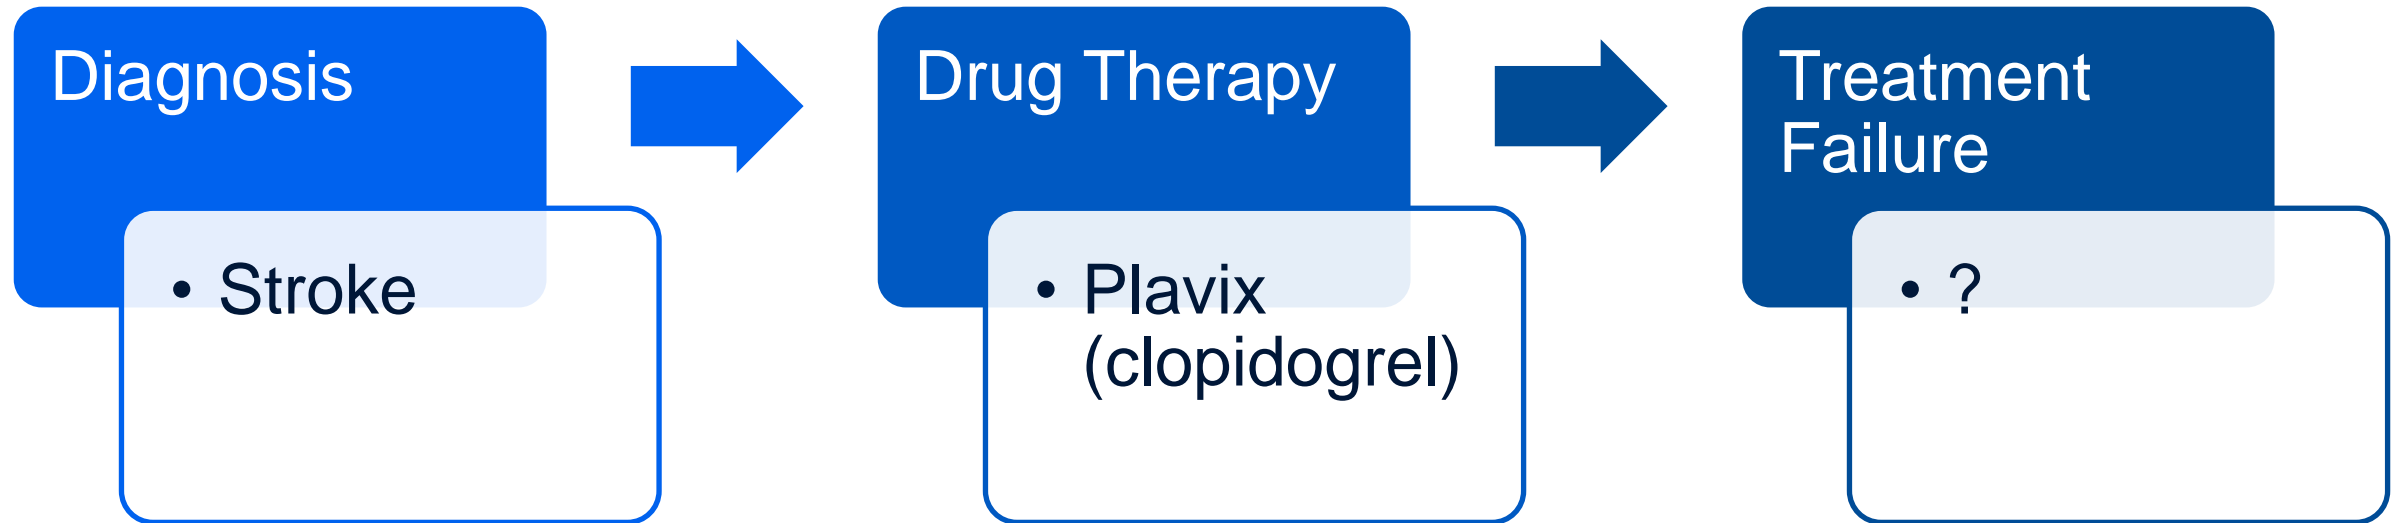 Diagnosis
• Stroke
Drug Therapy
• Plavix
(clopidogrel)
Treatment
Failure
• ?